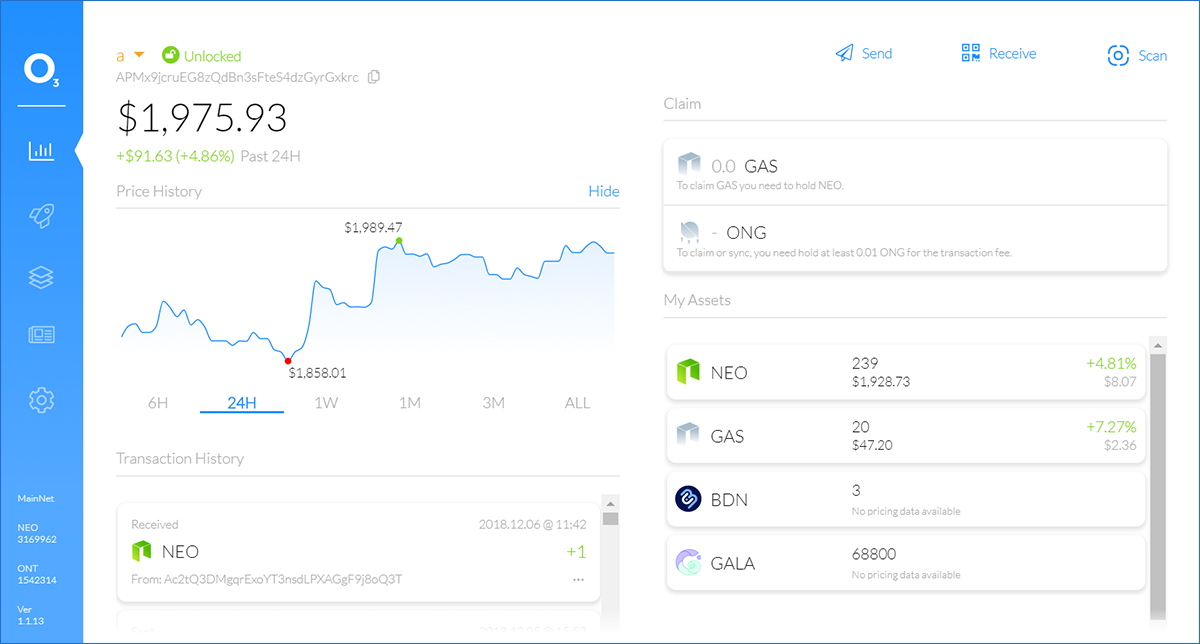 O3
MainNet
NEO
3169962
ONT
1542314
Ver
1.1.13
a Unlocked
APMx9jcruEG8zQdBn3sFteS4dzGyrGxkrc
$1,975.93
+$91.63 (+4.86%) Past 24H
Price History Hide
$1,989.47
$1,858.01
6H 24H 1W 1M 3M ALL
Transaction History
Received 2018.12.06 @ 11:42
NEO +1
From: Ac2tQ3DMgqrExoYT3nsdLPXAGgF9j8oQ3T ...
Send Receive Scan
Claim
0.0 GAS
To claim GAS you need to hold NEO.
- ONG
To claim or sync, you need hold at least 0.01 ONG for the transaction fee.
My Assets
NEO 239 +4.81%
$1,928.73 $8.07
GAS 20 +7.27%
$47.20 $2.36
BDN 3
No pricing data available
GALA 68800
No pricing data available